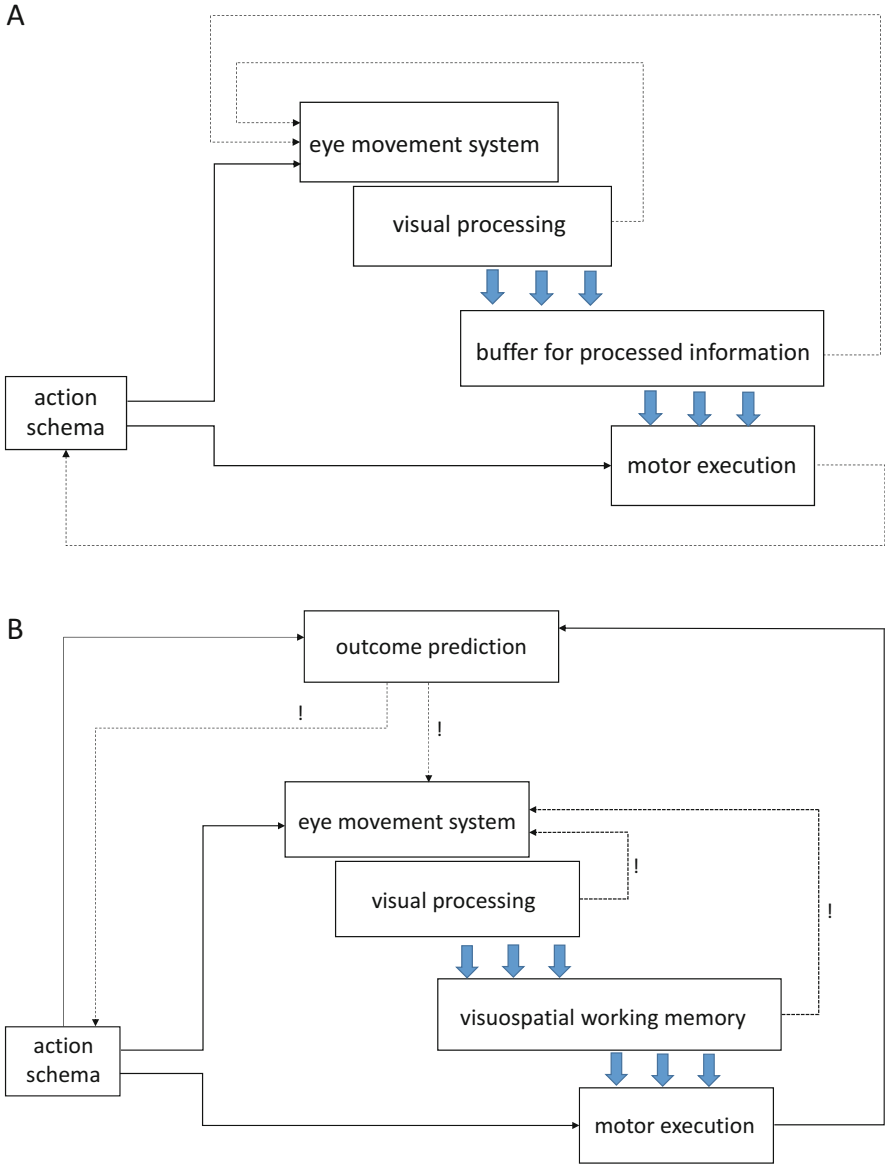 A
eye movement system
visual processing
buffer for processed information
action
schema
motor execution
B
outcome prediction
!
!
eye movement system
!
visual processing
!
visuospatial working memory
action
schema
motor execution